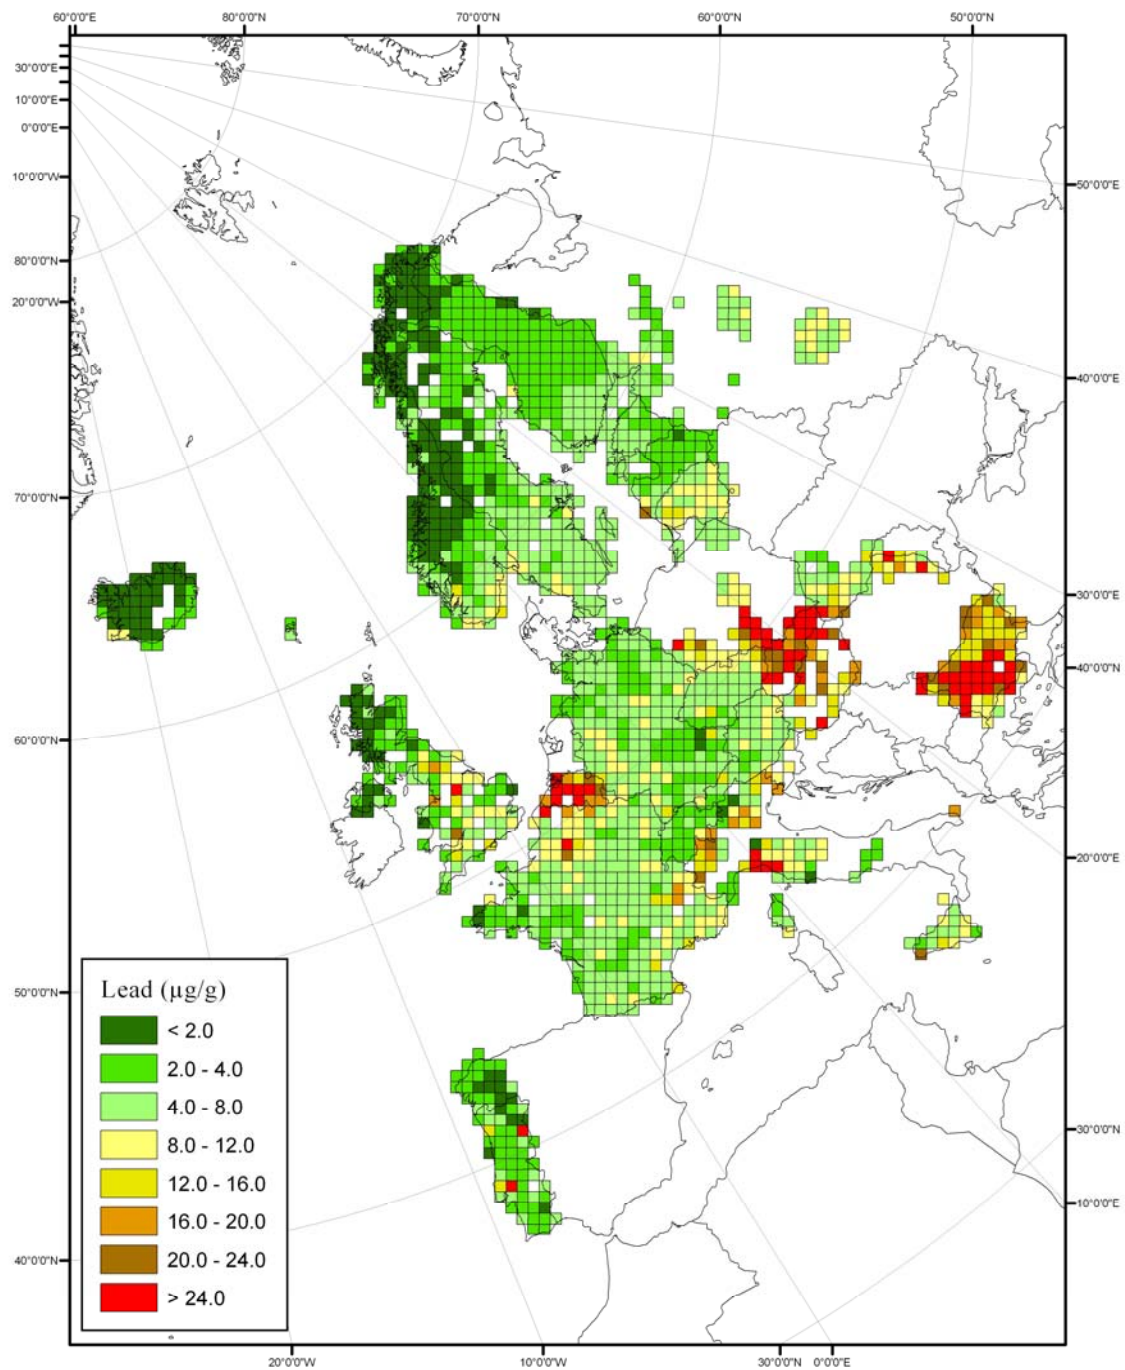 60°0'0"E 80°0'0"N 70°0'0"N 60°0'0"N 50°0'0"N
30°0'0"E
10°0'0"E
0°0'0"E
10°0'0"W
50°0'0"E
80°0'0"N
20°0'0"W
40°0'0"E
70°0'0"N
30°0'0"E
40°0'0"N
60°0'0"N
20°0'0"E
50°0'0"N
Lead (µg/g)
< 2.0
2.0 - 4.0
4.0 - 8.0
8.0 - 12.0
12.0 - 16.0
16.0 - 20.0
20.0 - 24.0
> 24.0
30°0'0"N
10°0'0"E
40°0'0"N
20°0'0"W 10°0'0"W 30°0'0"N 0°0'0"E